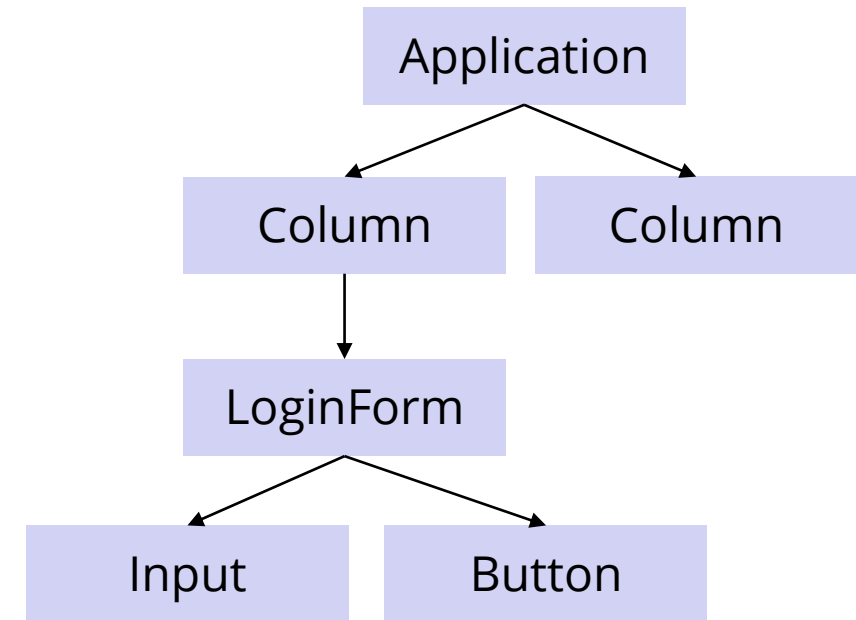 Application
Column
Column
LoginForm
Input
Button